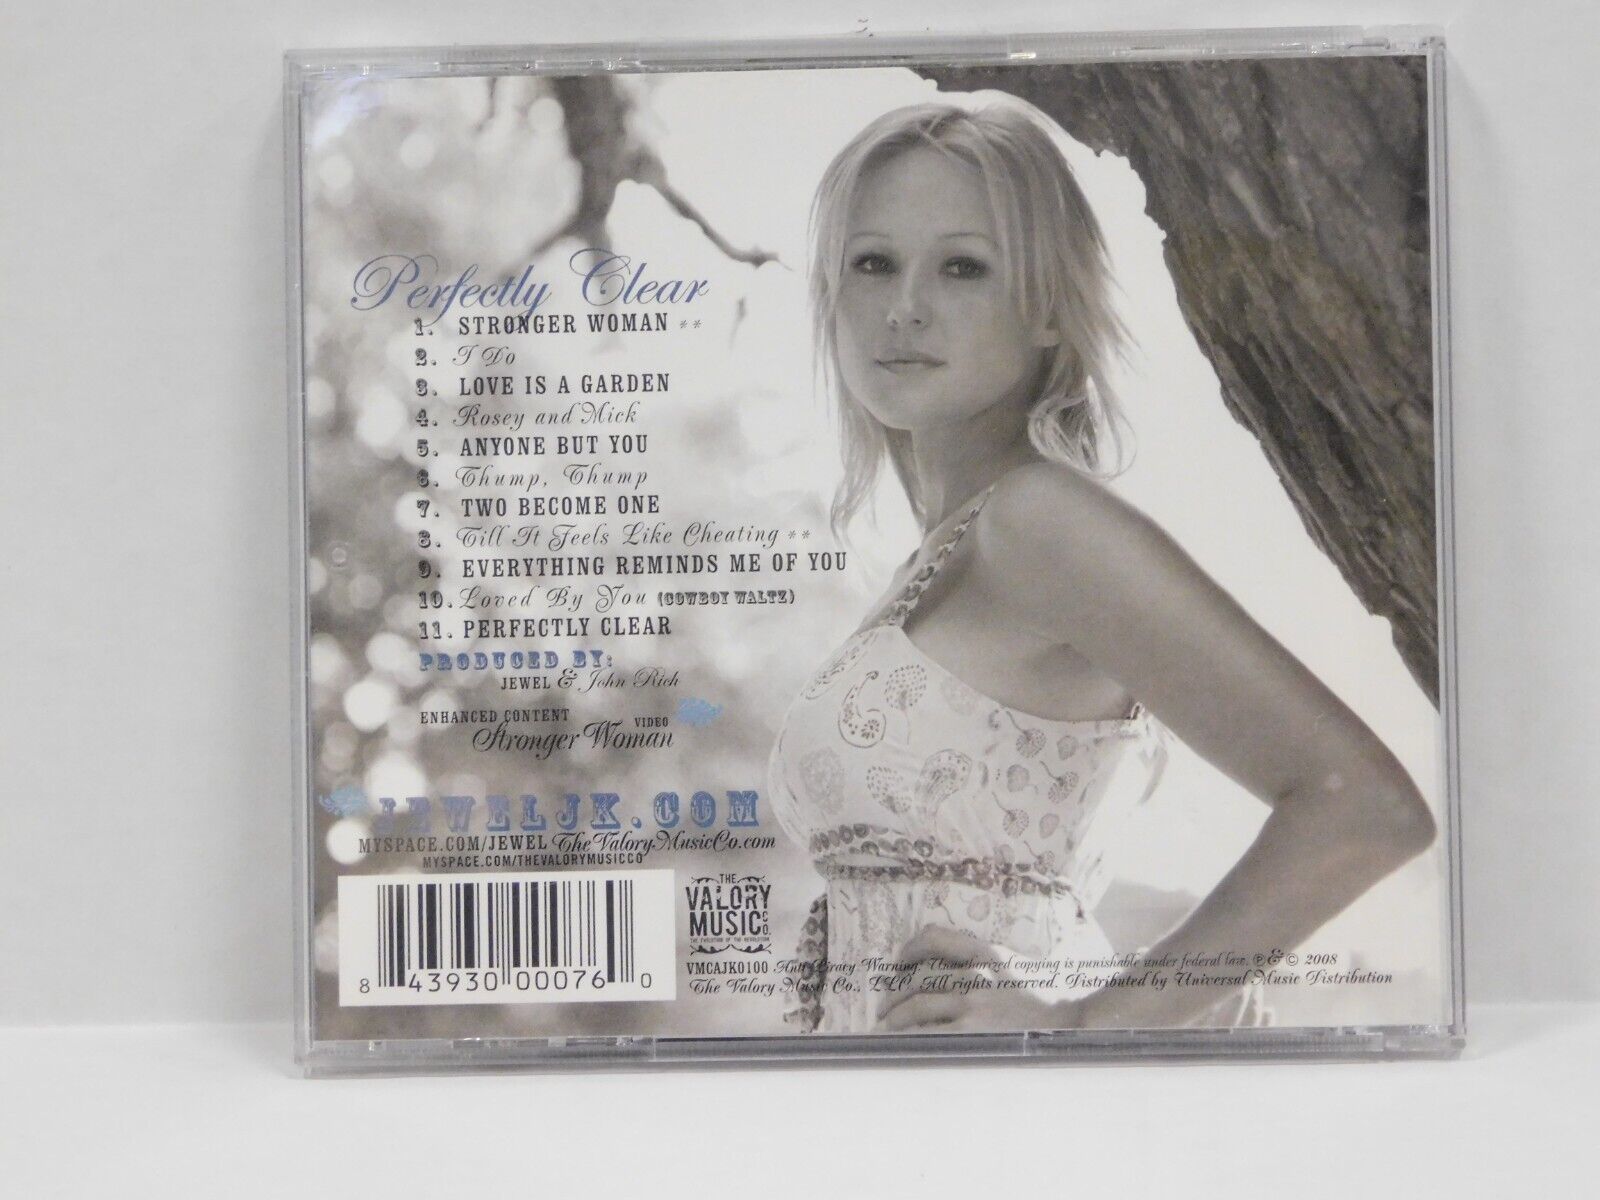 Perfectly Clear
1. STRONGER WOMAN **
2. I Do
3. LOVE IS A GARDEN
4. Rosey and Mick
5. ANYONE BUT YOU
6. Thump, Thump
7. TWO BECOME ONE
8. Till It Feels Like Cheating **
9. EVERYTHING REMINDS ME OF YOU
10. Loved By You (COWBOY WALTZ)
11. PERFECTLY CLEAR
PRODUCED BY:
JEWEL & John Rich
ENHANCED CONTENT VIDEO
Stronger Woman
JEWELJK.COM
MYSPACE.COM/JEWEL TheValoryMusicCo.com
MYSPACE.COM/THEVALORYMUSICCO
THE
VALORY
MUSIC CO.
THE EVOLUTION OF THE REVOLUTION
8 43930 00076 0
VMCAJK0100 Anti-Piracy Warning: Unauthorized copying is punishable under federal law. ℗ & © 2008
The Valory Music Co., LLC. All rights reserved. Distributed by Universal Music Distribution